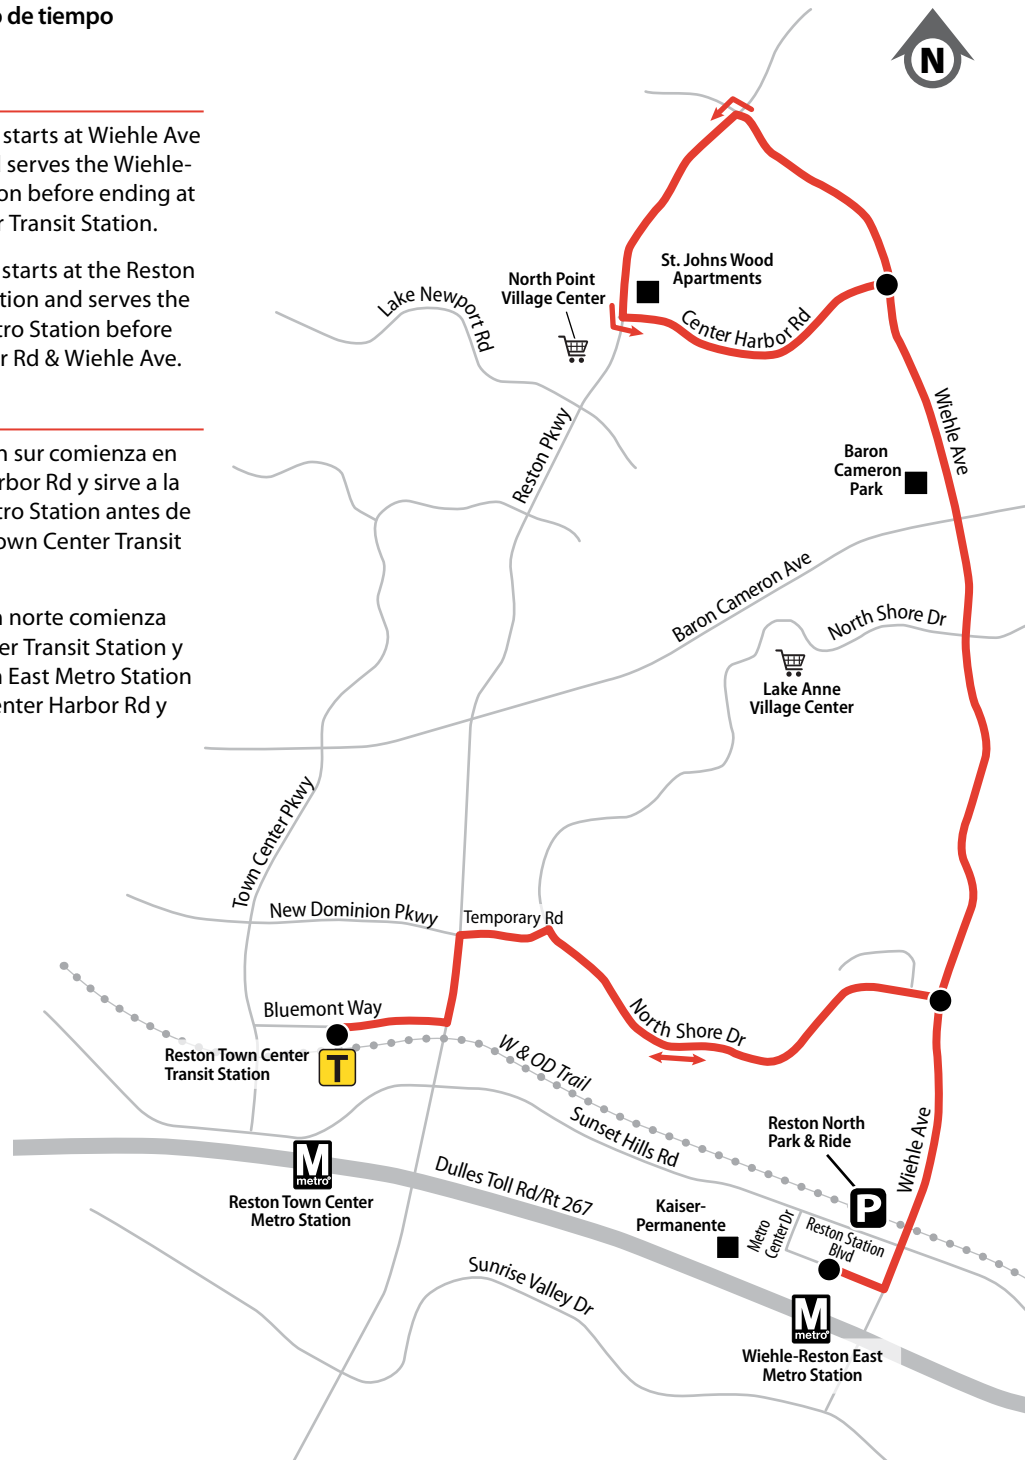 o de tiempo
starts at Wiehle Ave
serves the Wiehle-
on before ending at
r Transit Station.
starts at the Reston
tion and serves the
tro Station before
r Rd & Wiehle Ave.
n sur comienza en
rbor Rd y sirve a la
tro Station antes de
own Center Transit
n norte comienza
er Transit Station y
n East Metro Station
enter Harbor Rd y
N
St. Johns Wood
Apartments
North Point
Village Center
Lake Newport Rd
Center Harbor Rd
Wiehle Ave
Reston Pkwy
Baron
Cameron
Park
Baron Cameron Ave
North Shore Dr
Lake Anne
Village Center
Town Center Pkwy
New Dominion Pkwy
Temporary Rd
Bluemont Way
North Shore Dr
Reston Town Center
Transit Station
T
W & OD Trail
Sunset Hills Rd
Reston North
Park & Ride
Wiehle Ave
P
M
metro
Reston Town Center
Metro Station
Dulles Toll Rd/Rt 267
Kaiser-
Permanente
Metro
Center Dr
Reston Station
Blvd
Sunrise Valley Dr
M
metro
Wiehle-Reston East
Metro Station